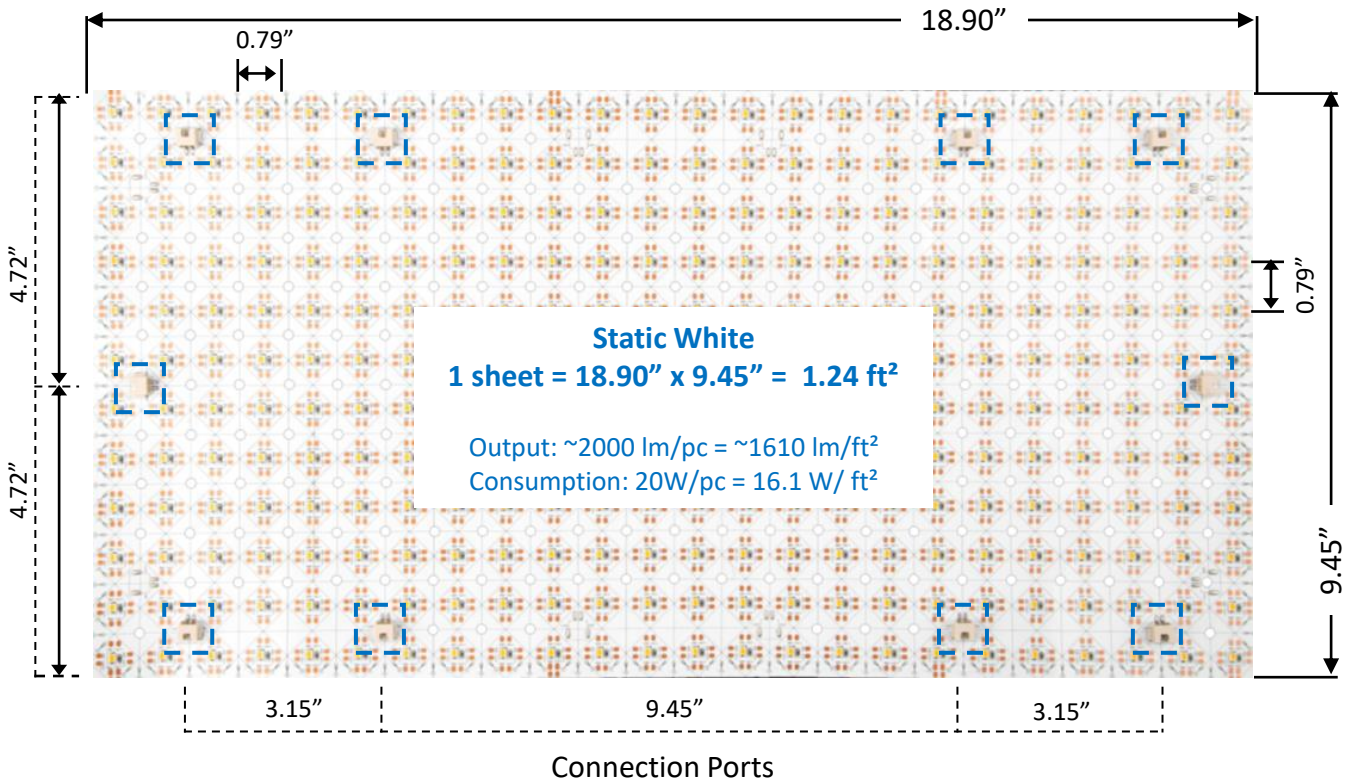 18.90”
0.79”
4.72”
0.79”
Static White
1 sheet = 18.90” x 9.45” = 1.24 ft²
Output: ~2000 lm/pc = ~1610 lm/ft²
Consumption: 20W/pc = 16.1 W/ ft²
4.72”
9.45”
3.15”
9.45”
3.15”
Connection Ports